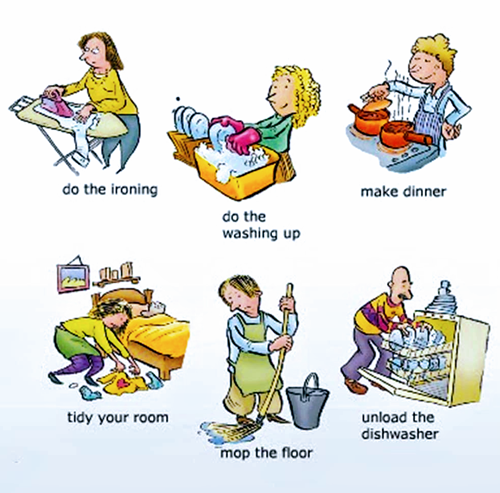 do the ironing
do the
washing up
make dinner
tidy your room
mop the floor
unload the
dishwasher